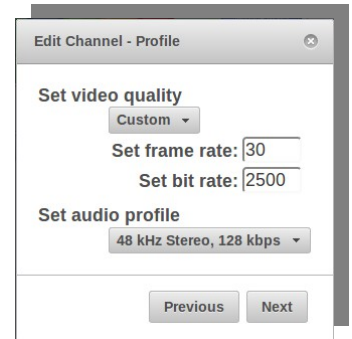 Edit Channel - Profile
Set video quality
Custom
Set frame rate: 30
Set bit rate: 2500
Set audio profile
48 kHz Stereo, 128 kbps
Previous Next